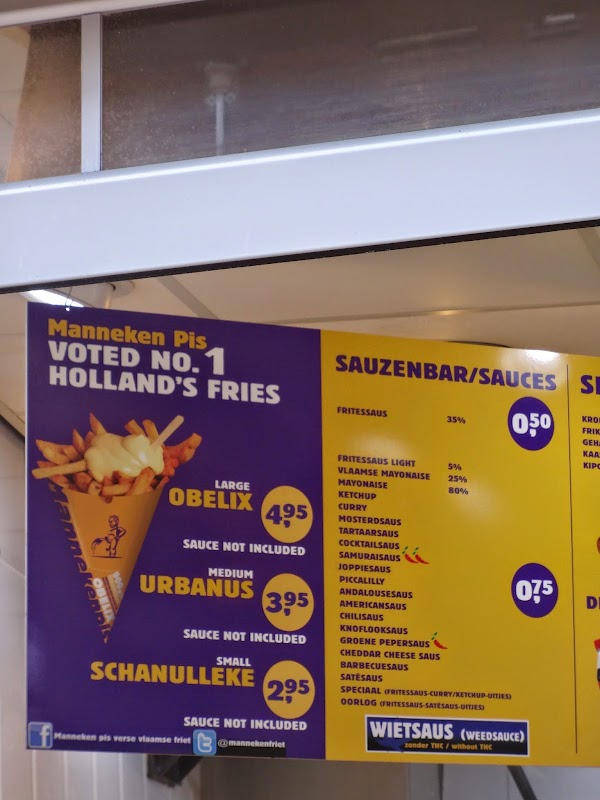 Manneken Pis
VOTED NO. 1
HOLLAND'S FRIES
LARGE
OBELIX
4,95
SAUCE NOT INCLUDED
MEDIUM
URBANUS
3,95
SAUCE NOT INCLUDED
SMALL
SCHANULLEKE
2,95
SAUCE NOT INCLUDED
Manneken pis verse vlaamse friet
@mannekenfriet
SAUZENBAR/SAUCES
FRITESSAUS 35%
0,50
FRITESSAUS LIGHT 5%
VLAAMSE MAYONAISE 25%
MAYONAISE 80%
KETCHUP
CURRY
MOSTERDSAUS
TARTAARSAUS
COCKTAILSAUS
SAMURAISAUS
JOPPIESAUS
PICCALILLY
ANDALOUSESAUS
AMERICANSAUS
CHILISAUS
KNOFLOOKSAUS
GROENE PEPERSAUS
CHEDDAR CHEESE SAUS
BARBECUESAUS
SATÉSAUS
SPECIAAL (FRITESSAUS-CURRY/KETCHUP-UITJES)
OORLOG (FRITESSAUS-SATÉSAUS-UITJES)
0,75
WIETSAUS (WEEDSAUCE)
zonder THC / without THC